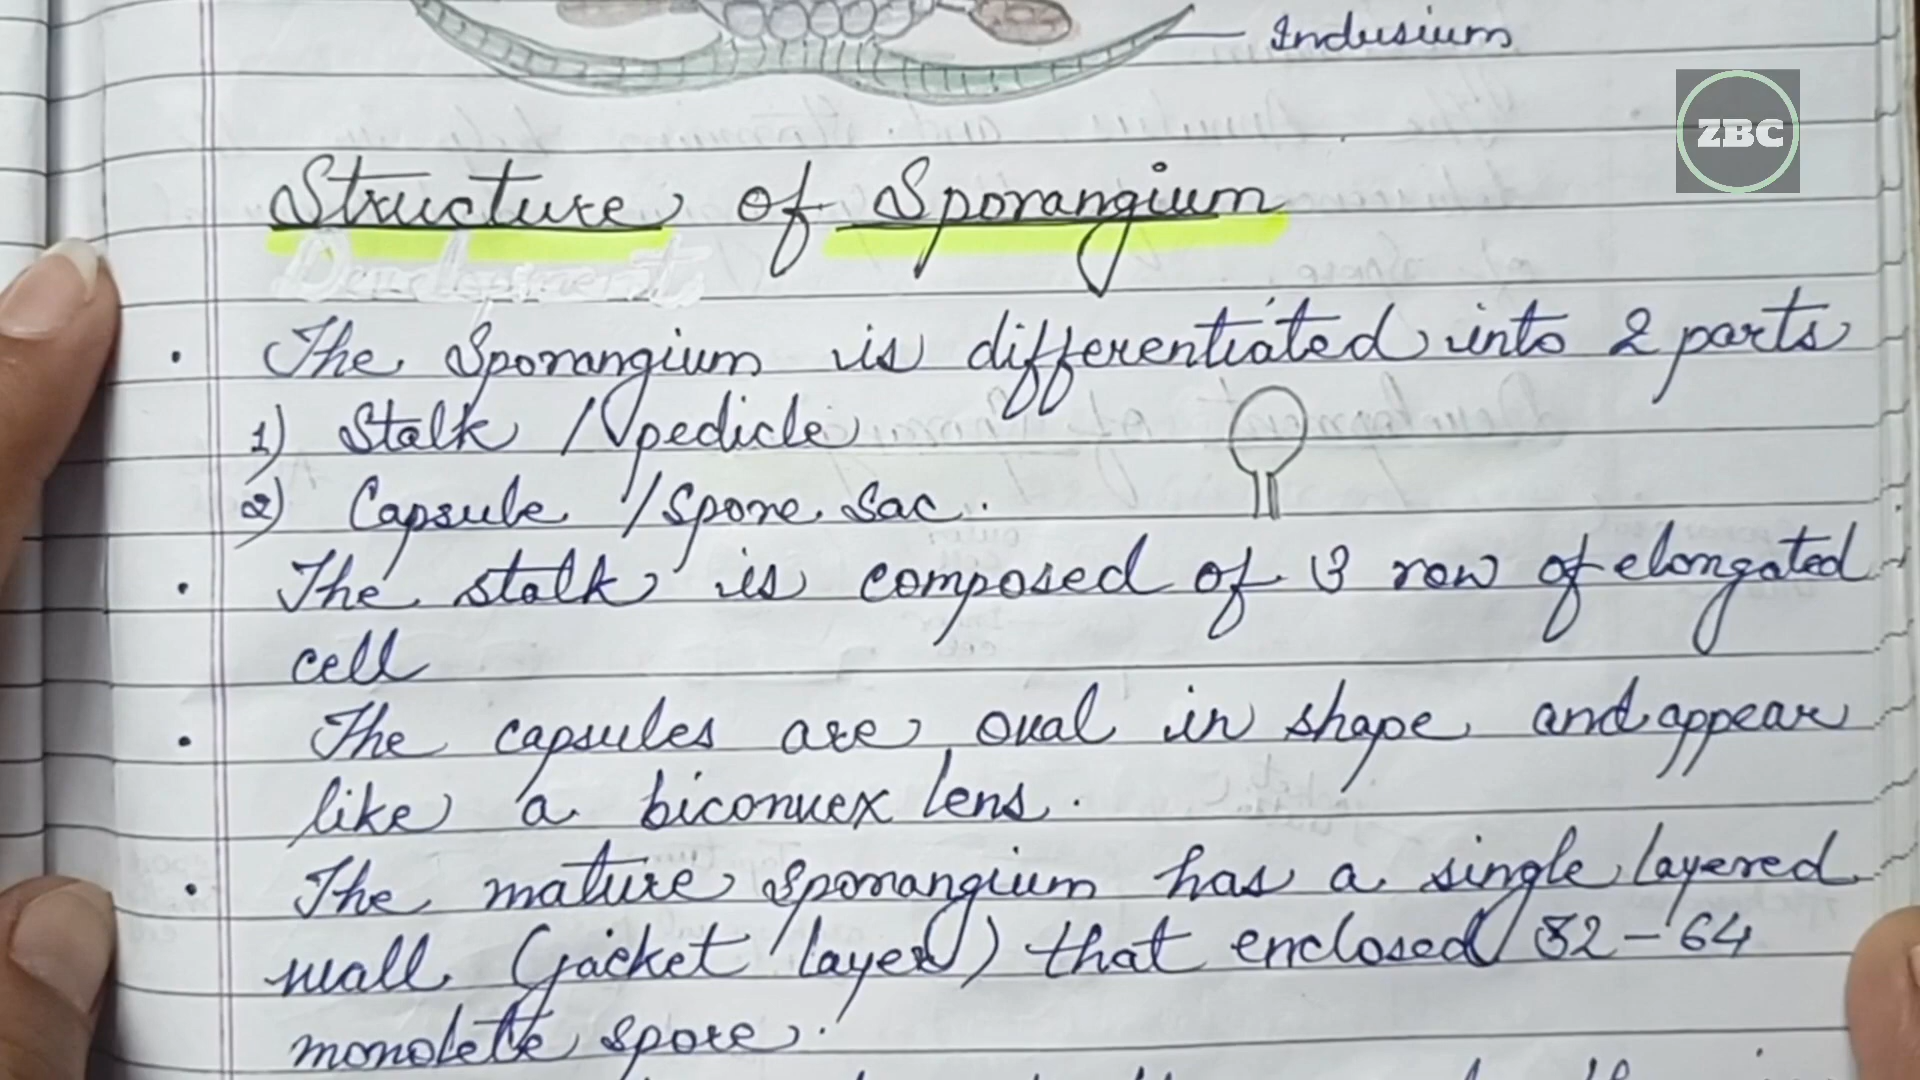 Indusium
ZBC
Structure of Sporangium
Development
• The Sporangium is differentiated into 2 parts
1) Stalk / pedicle
2) Capsule / Spore Sac.
• The stalk is composed of 3 row of elongated
cell
• The capsules are oval in shape and appear
like a biconvex lens.
• The mature sporangium has a single layered
wall (jacket layer) that enclosed 32-64
monolette spore.